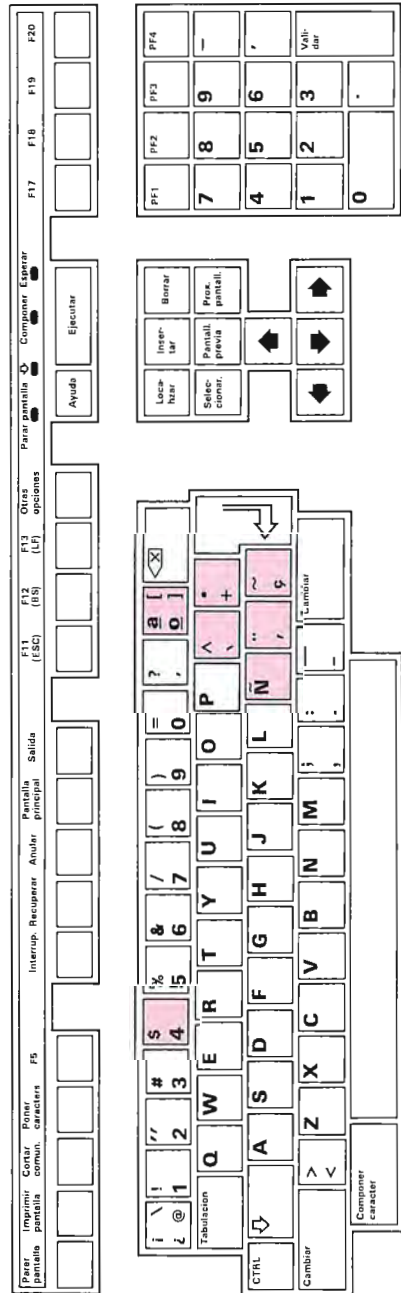 Parar pantalla
Imprimir pantalla
Cortar comun.
Poner caracters
F5
Interrup.
Recuperar
Anular
Pantalla principal
Salida
F11 (ESC)
F12 (BS)
F13 (LF)
Otras opciones
Parar pantalla
Componer
Esperar
Ayuda
Ejecutar
F17
F18
F19
F20
¡ \
¿ @
!
1
"
2
#
3
$
4
%
5
&
6
/
7
(
8
)
9
=
0
?
'
a [
o ]
X
Tabulacion
Q
W
E
R
T
Y
U
I
O
P
^
`
*
+
CTRL
A
S
D
F
G
H
J
K
L
Ñ
¨
´
~
ç
Cambiar
>
<
Z
X
C
V
B
N
M
;
,
:
.
_
-
Cambiar
Componer caracter
Loca-
hzar
Inser-
tar
Borrar
Selec-
cionar.
Pantall.
previa
Prox.
pantall.
PF1
PF2
PF3
PF4
7
8
9
-
4
5
6
,
1
2
3
Vali-
dar
0
.